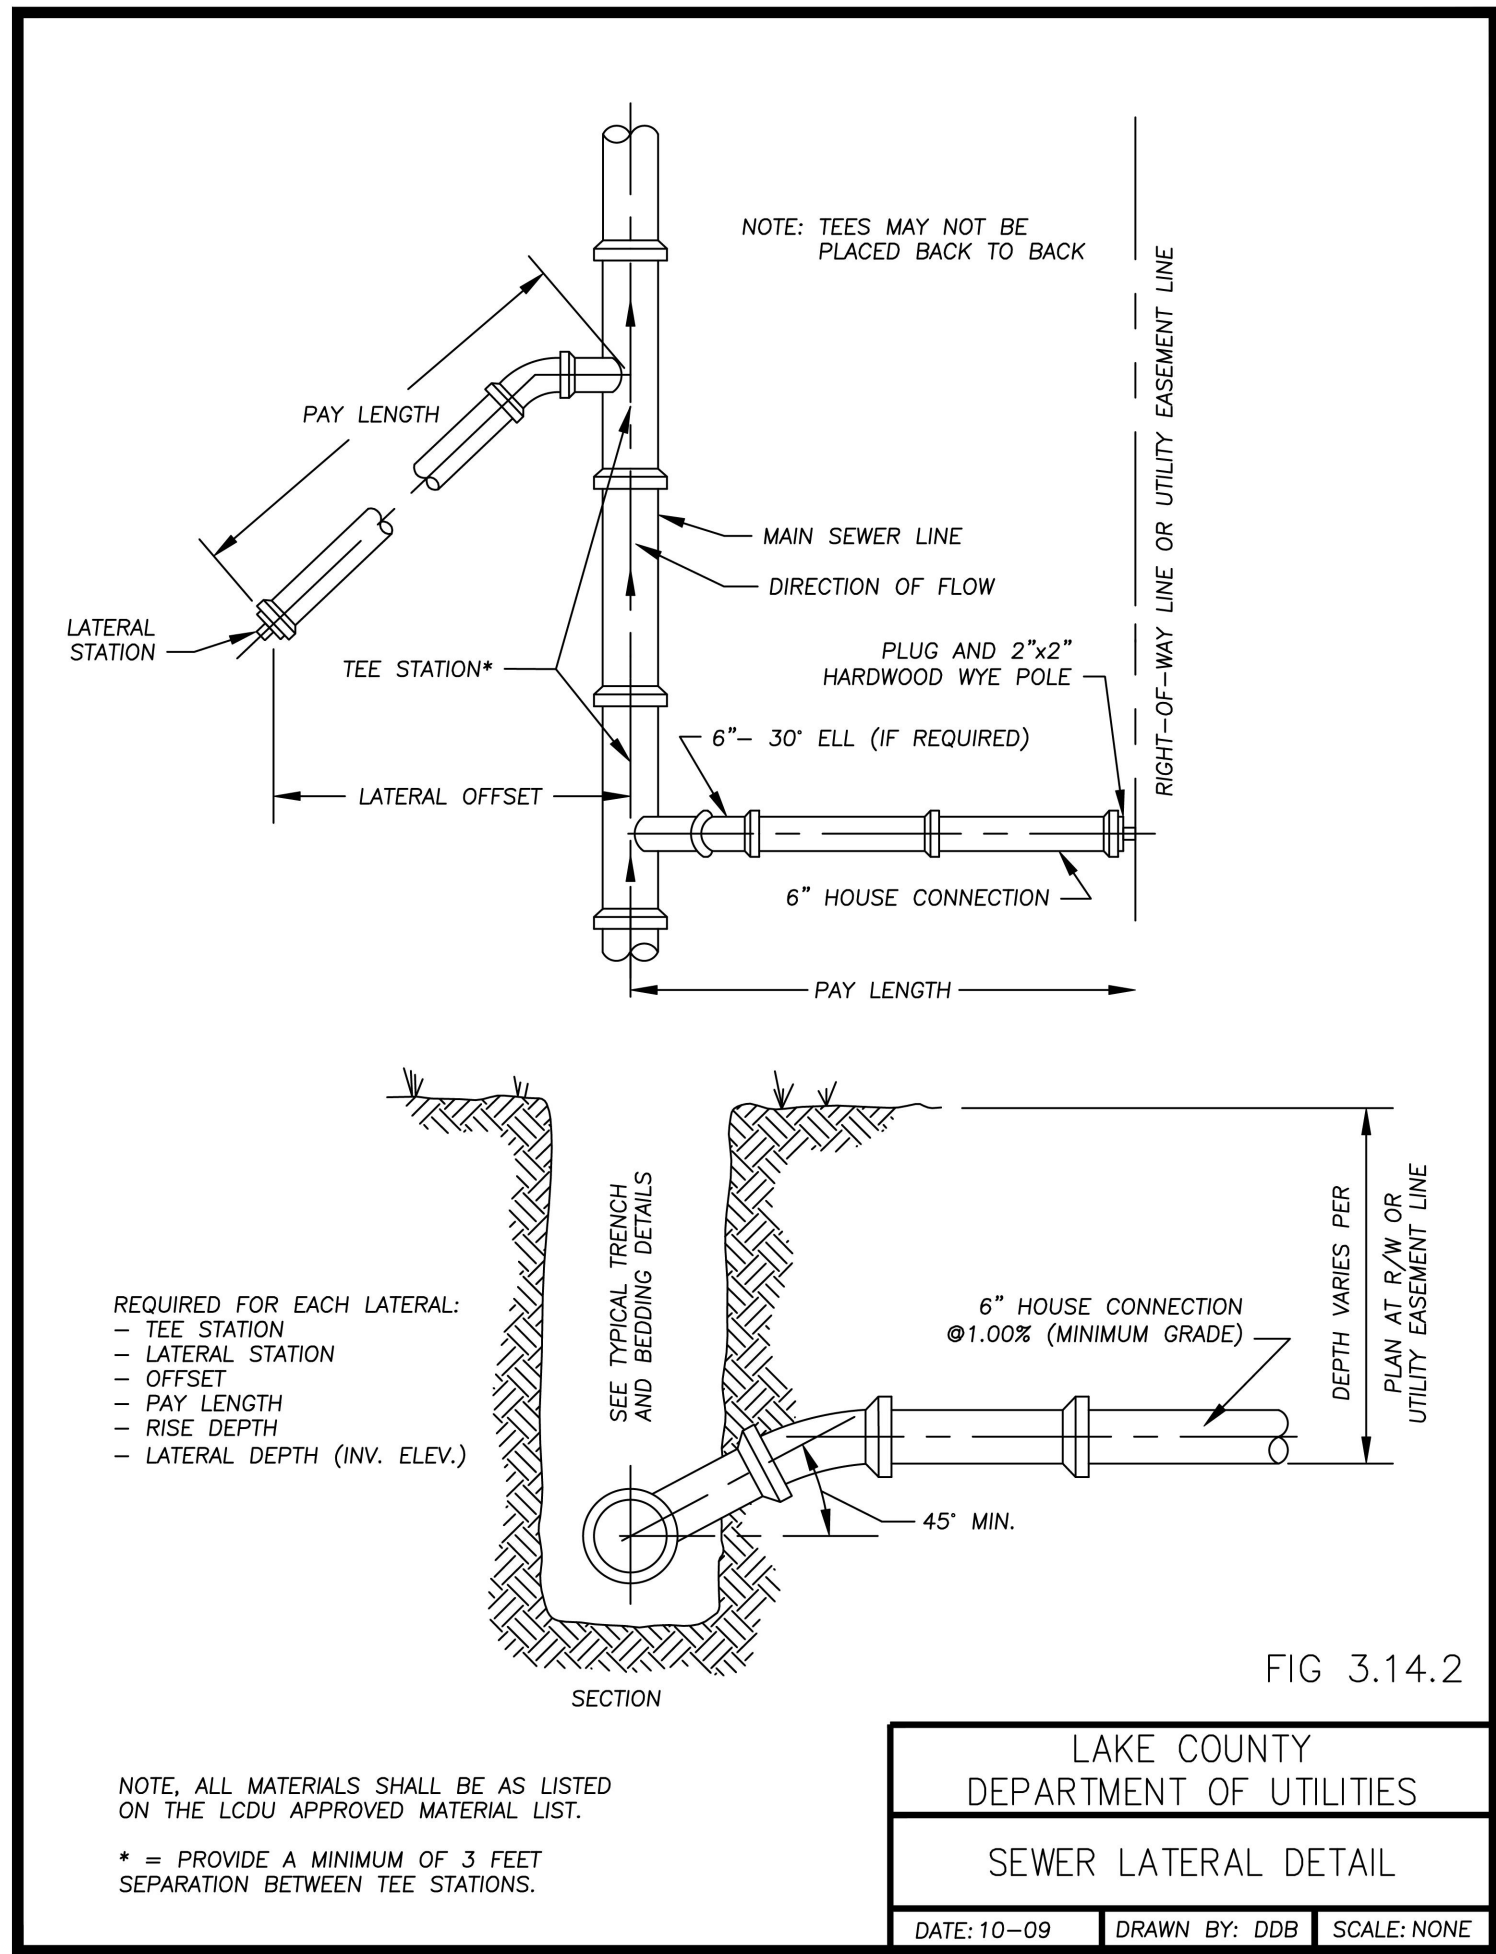 NOTE: TEES MAY NOT BE
PLACED BACK TO BACK
RIGHT-OF-WAY LINE OR UTILITY EASEMENT LINE
PAY LENGTH
MAIN SEWER LINE
DIRECTION OF FLOW
LATERAL
STATION
TEE STATION*
PLUG AND 2"x2"
HARDWOOD WYE POLE
6"- 30° ELL (IF REQUIRED)
LATERAL OFFSET
6" HOUSE CONNECTION
PAY LENGTH
SEE TYPICAL TRENCH
AND BEDDING DETAILS
DEPTH VARIES PER
PLAN AT R/W OR
UTILITY EASEMENT LINE
REQUIRED FOR EACH LATERAL:
- TEE STATION
- LATERAL STATION
- OFFSET
- PAY LENGTH
- RISE DEPTH
- LATERAL DEPTH (INV. ELEV.)
6" HOUSE CONNECTION
@1.00% (MINIMUM GRADE)
45° MIN.
SECTION
FIG 3.14.2
NOTE, ALL MATERIALS SHALL BE AS LISTED
ON THE LCDU APPROVED MATERIAL LIST.
* = PROVIDE A MINIMUM OF 3 FEET
SEPARATION BETWEEN TEE STATIONS.
LAKE COUNTY
DEPARTMENT OF UTILITIES
SEWER LATERAL DETAIL
DATE: 10-09
DRAWN BY: DDB
SCALE: NONE